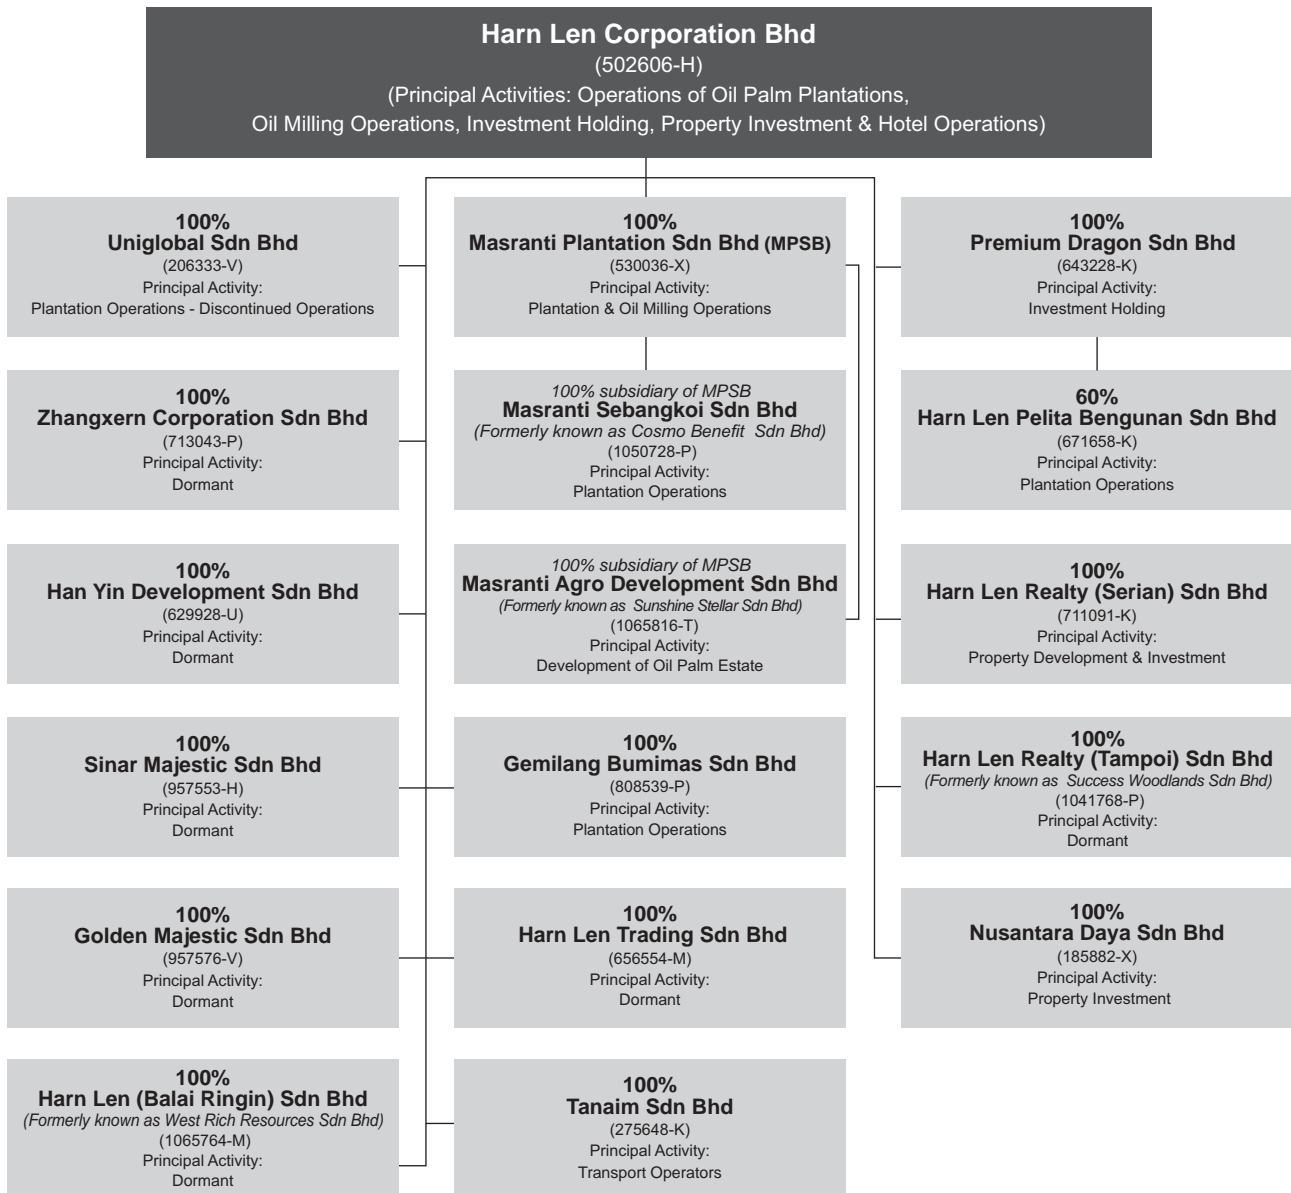 Harn Len Corporation Bhd
(502606-H)
(Principal Activities: Operations of Oil Palm Plantations,
Oil Milling Operations, Investment Holding, Property Investment & Hotel Operations)
100%
Uniglobal Sdn Bhd
(206333-V)
Principal Activity:
Plantation Operations - Discontinued Operations
100%
Masranti Plantation Sdn Bhd (MPSB)
(530036-X)
Principal Activity:
Plantation & Oil Milling Operations
100%
Premium Dragon Sdn Bhd
(643228-K)
Principal Activity:
Investment Holding
100%
Zhangxern Corporation Sdn Bhd
(713043-P)
Principal Activity:
Dormant
100% subsidiary of MPSB
Masranti Sebangkoi Sdn Bhd
(Formerly known as Cosmo Benefit Sdn Bhd)
(1050728-P)
Principal Activity:
Plantation Operations
60%
Harn Len Pelita Bengunan Sdn Bhd
(671658-K)
Principal Activity:
Plantation Operations
100%
Han Yin Development Sdn Bhd
(629928-U)
Principal Activity:
Dormant
100% subsidiary of MPSB
Masranti Agro Development Sdn Bhd
(Formerly known as Sunshine Stellar Sdn Bhd)
(1065816-T)
Principal Activity:
Development of Oil Palm Estate
100%
Harn Len Realty (Serian) Sdn Bhd
(711091-K)
Principal Activity:
Property Development & Investment
100%
Sinar Majestic Sdn Bhd
(957553-H)
Principal Activity:
Dormant
100%
Gemilang Bumimas Sdn Bhd
(808539-P)
Principal Activity:
Plantation Operations
100%
Harn Len Realty (Tampoi) Sdn Bhd
(Formerly known as Success Woodlands Sdn Bhd)
(1041768-P)
Principal Activity:
Dormant
100%
Golden Majestic Sdn Bhd
(957576-V)
Principal Activity:
Dormant
100%
Harn Len Trading Sdn Bhd
(656554-M)
Principal Activity:
Dormant
100%
Nusantara Daya Sdn Bhd
(185882-X)
Principal Activity:
Property Investment
100%
Harn Len (Balai Ringin) Sdn Bhd
(Formerly known as West Rich Resources Sdn Bhd)
(1065764-M)
Principal Activity:
Dormant
100%
Tanaim Sdn Bhd
(275648-K)
Principal Activity:
Transport Operators